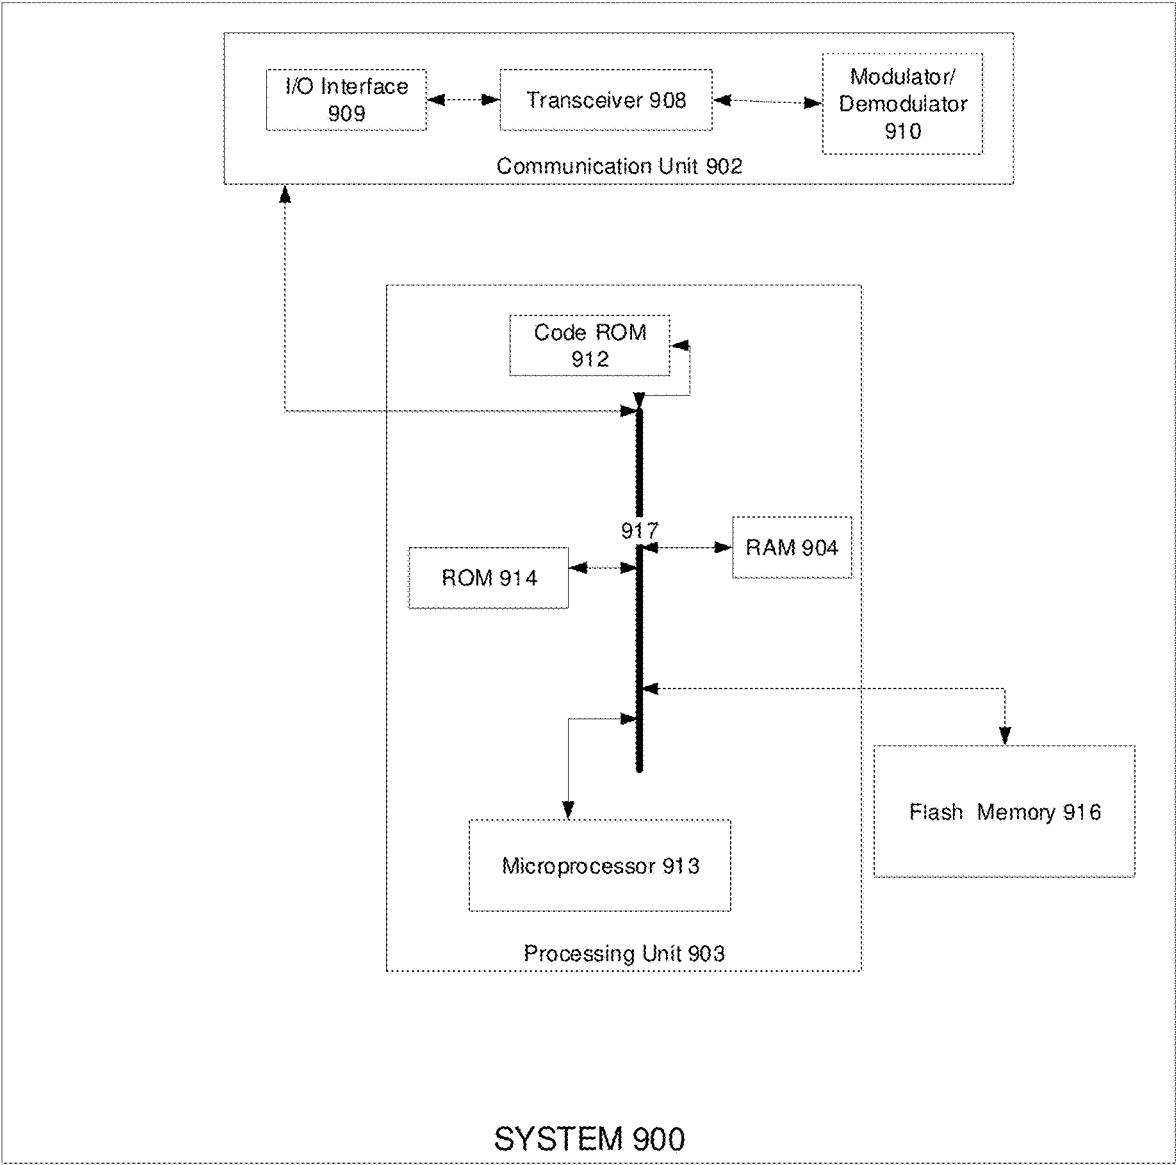 I/O Interface
909
Transceiver 908
Modulator/
Demodulator
910
Communication Unit 902
Code ROM
912
917
RAM 904
ROM 914
Flash Memory 916
Microprocessor 913
Processing Unit 903
SYSTEM 900